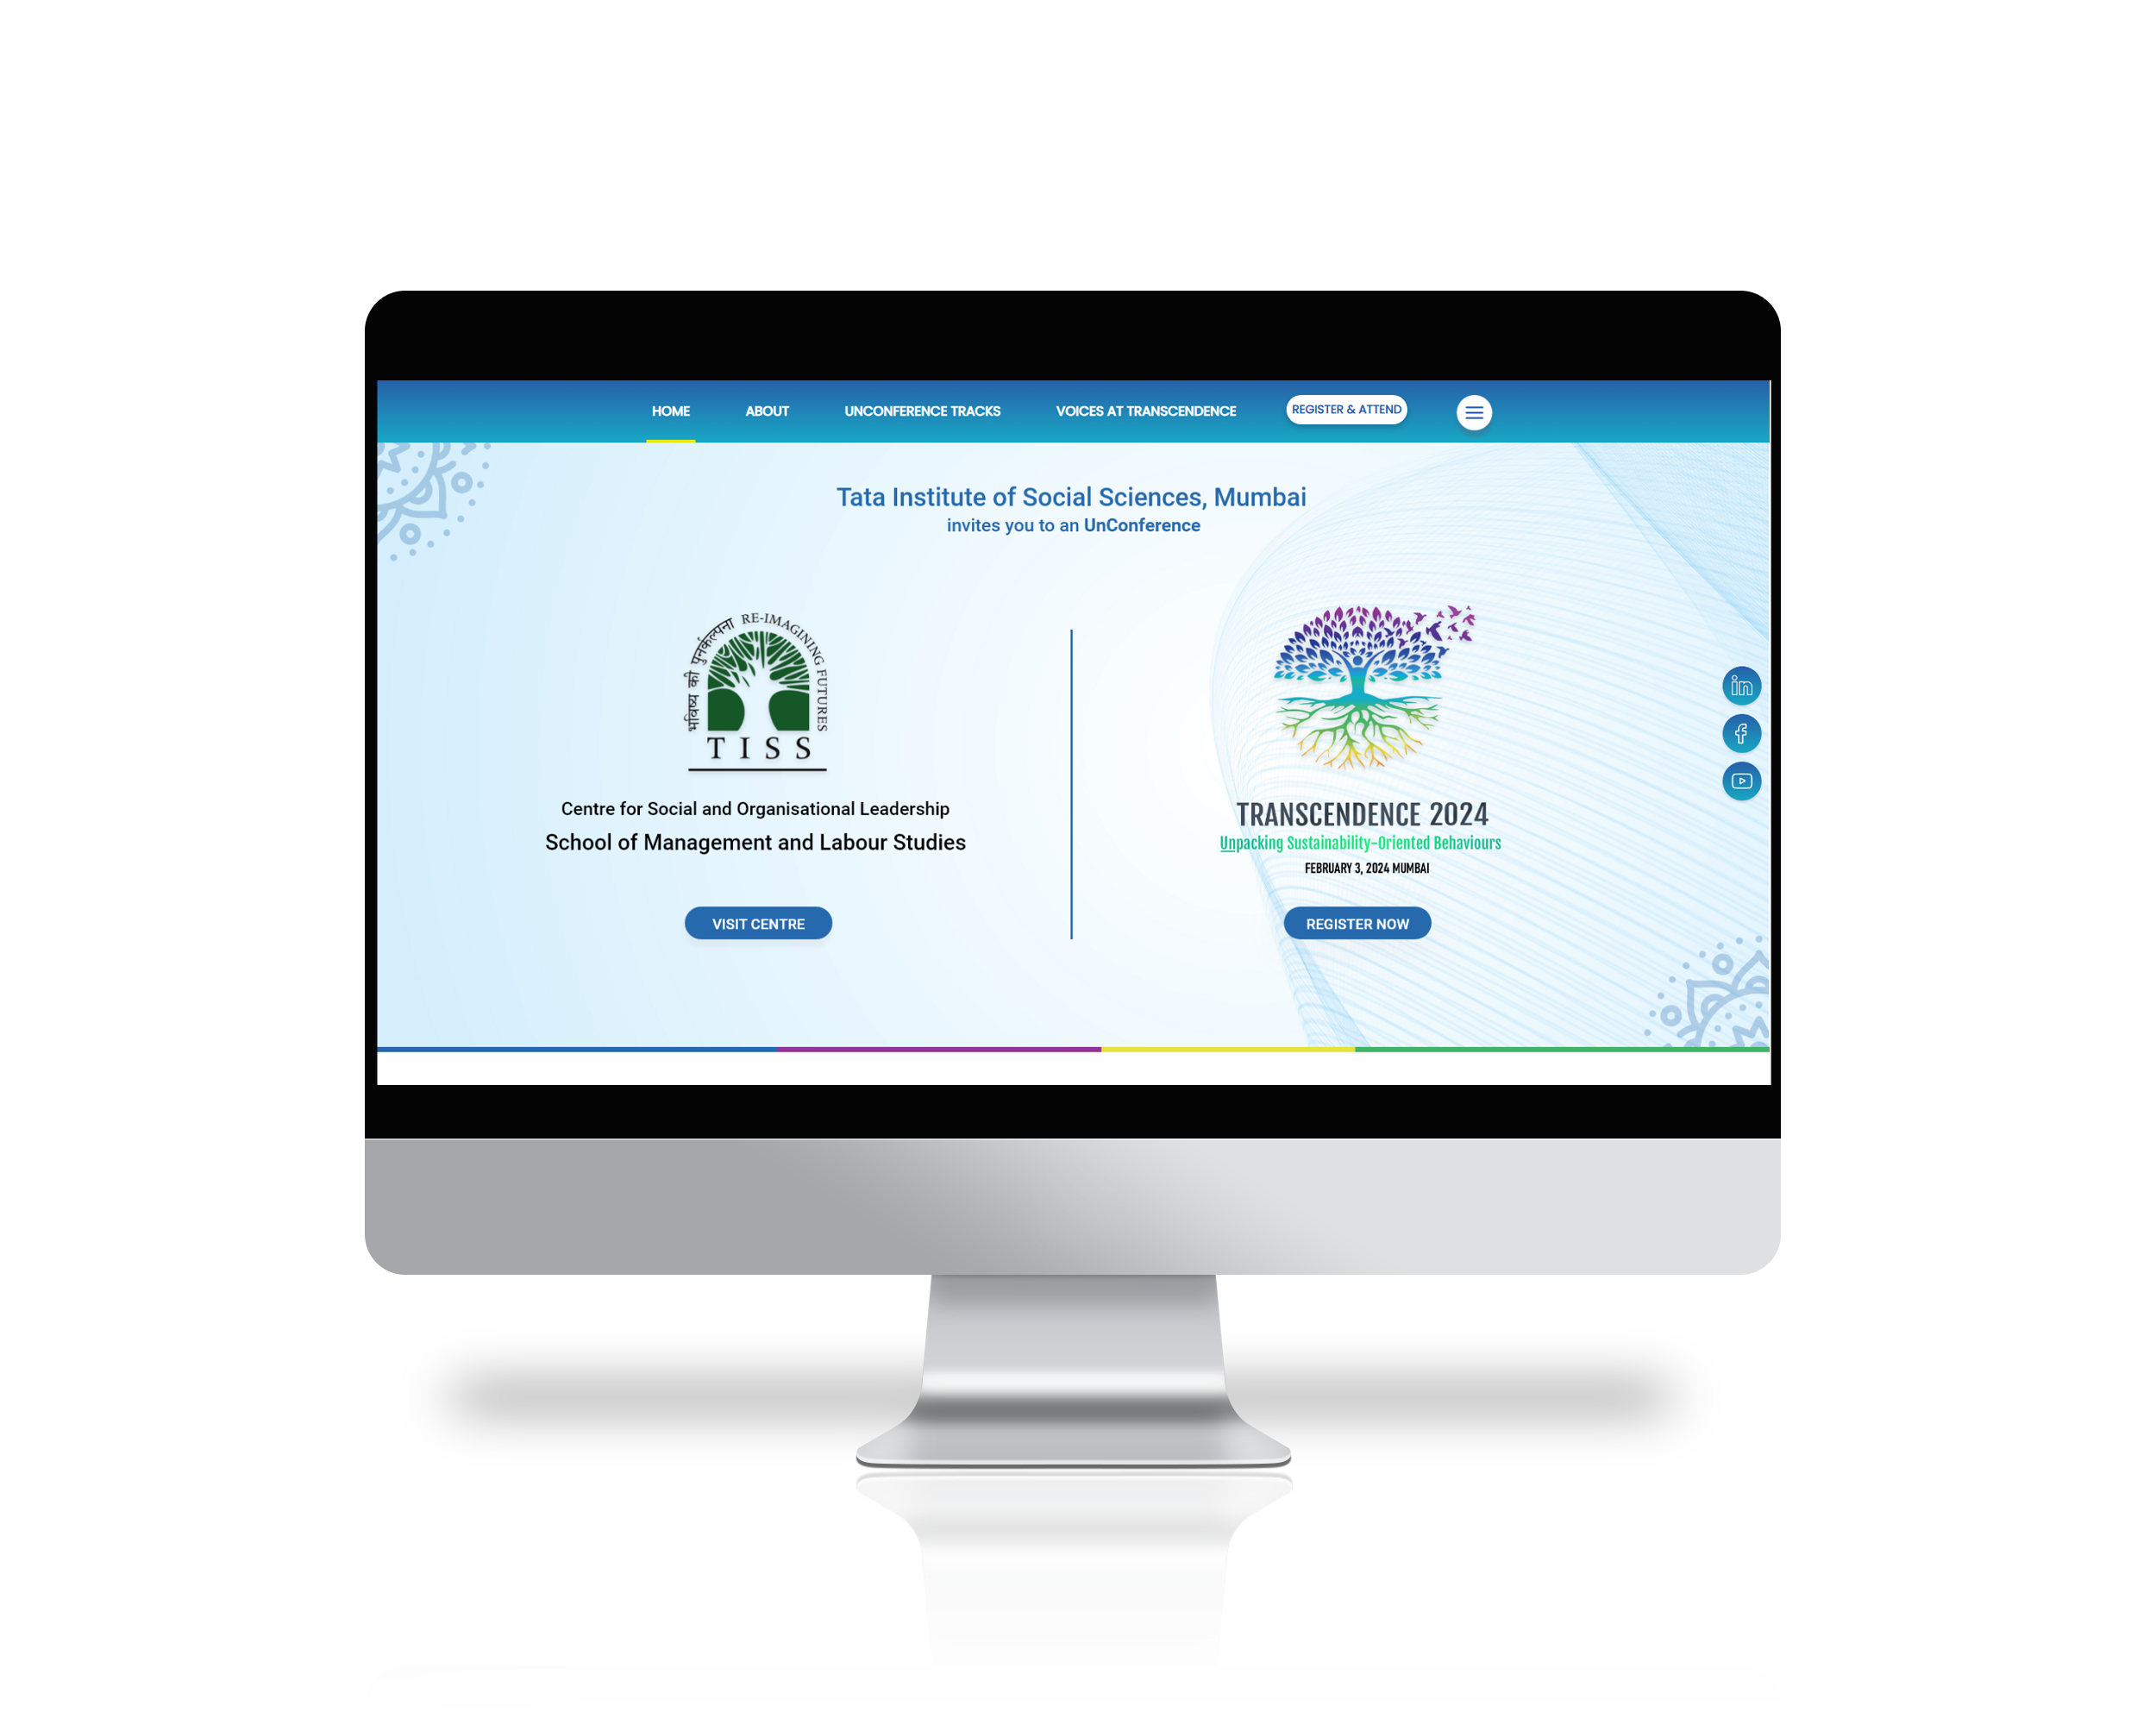 HOME ABOUT UNCONFERENCE TRACKS VOICES AT TRANSCENDENCE REGISTER & ATTEND
Tata Institute of Social Sciences, Mumbai
invites you to an UnConference
भविष्य की पुनर्कल्पना RE-IMAGINING FUTURES
TISS
Centre for Social and Organisational Leadership
School of Management and Labour Studies
VISIT CENTRE
TRANSCENDENCE 2024
Unpacking Sustainability-Oriented Behaviours
FEBRUARY 3, 2024 MUMBAI
REGISTER NOW
in
f